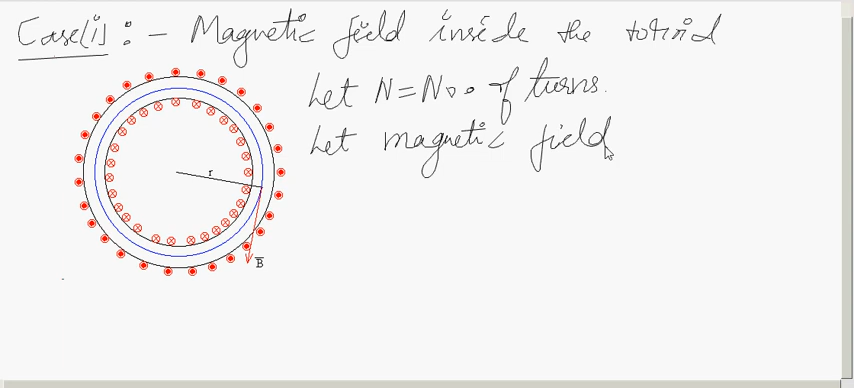 Case(i) :- Magnetic field inside the toroid
Let N = No. of turns.
Let magnetic field
r
B